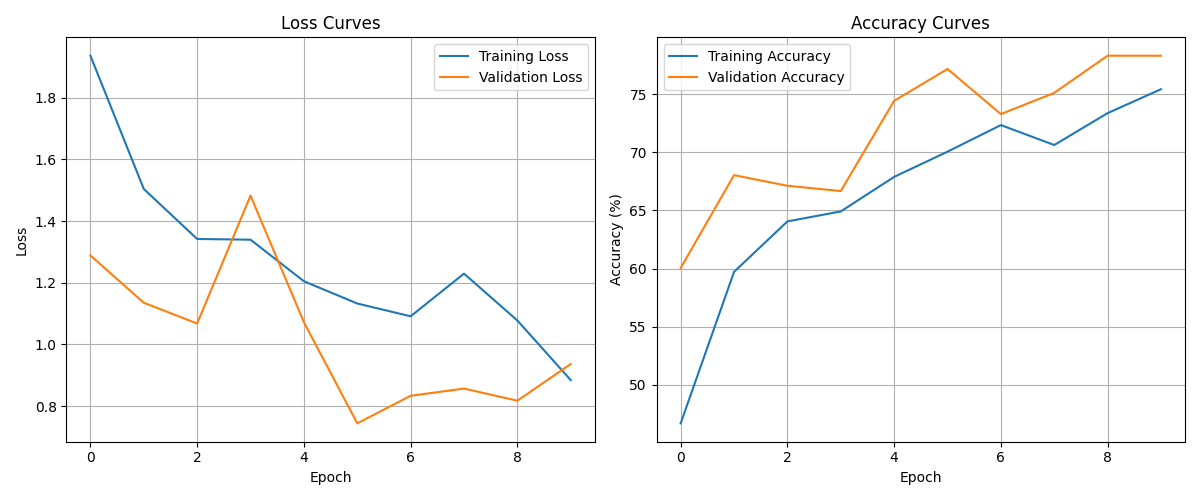 Loss Curves
Training Loss
Validation Loss
1.8
1.6
1.4
1.2
1.0
0.8
Loss
0 2 4 6 8
Epoch
Accuracy Curves
Training Accuracy
Validation Accuracy
75
70
65
60
55
50
Accuracy (%)
0 2 4 6 8
Epoch